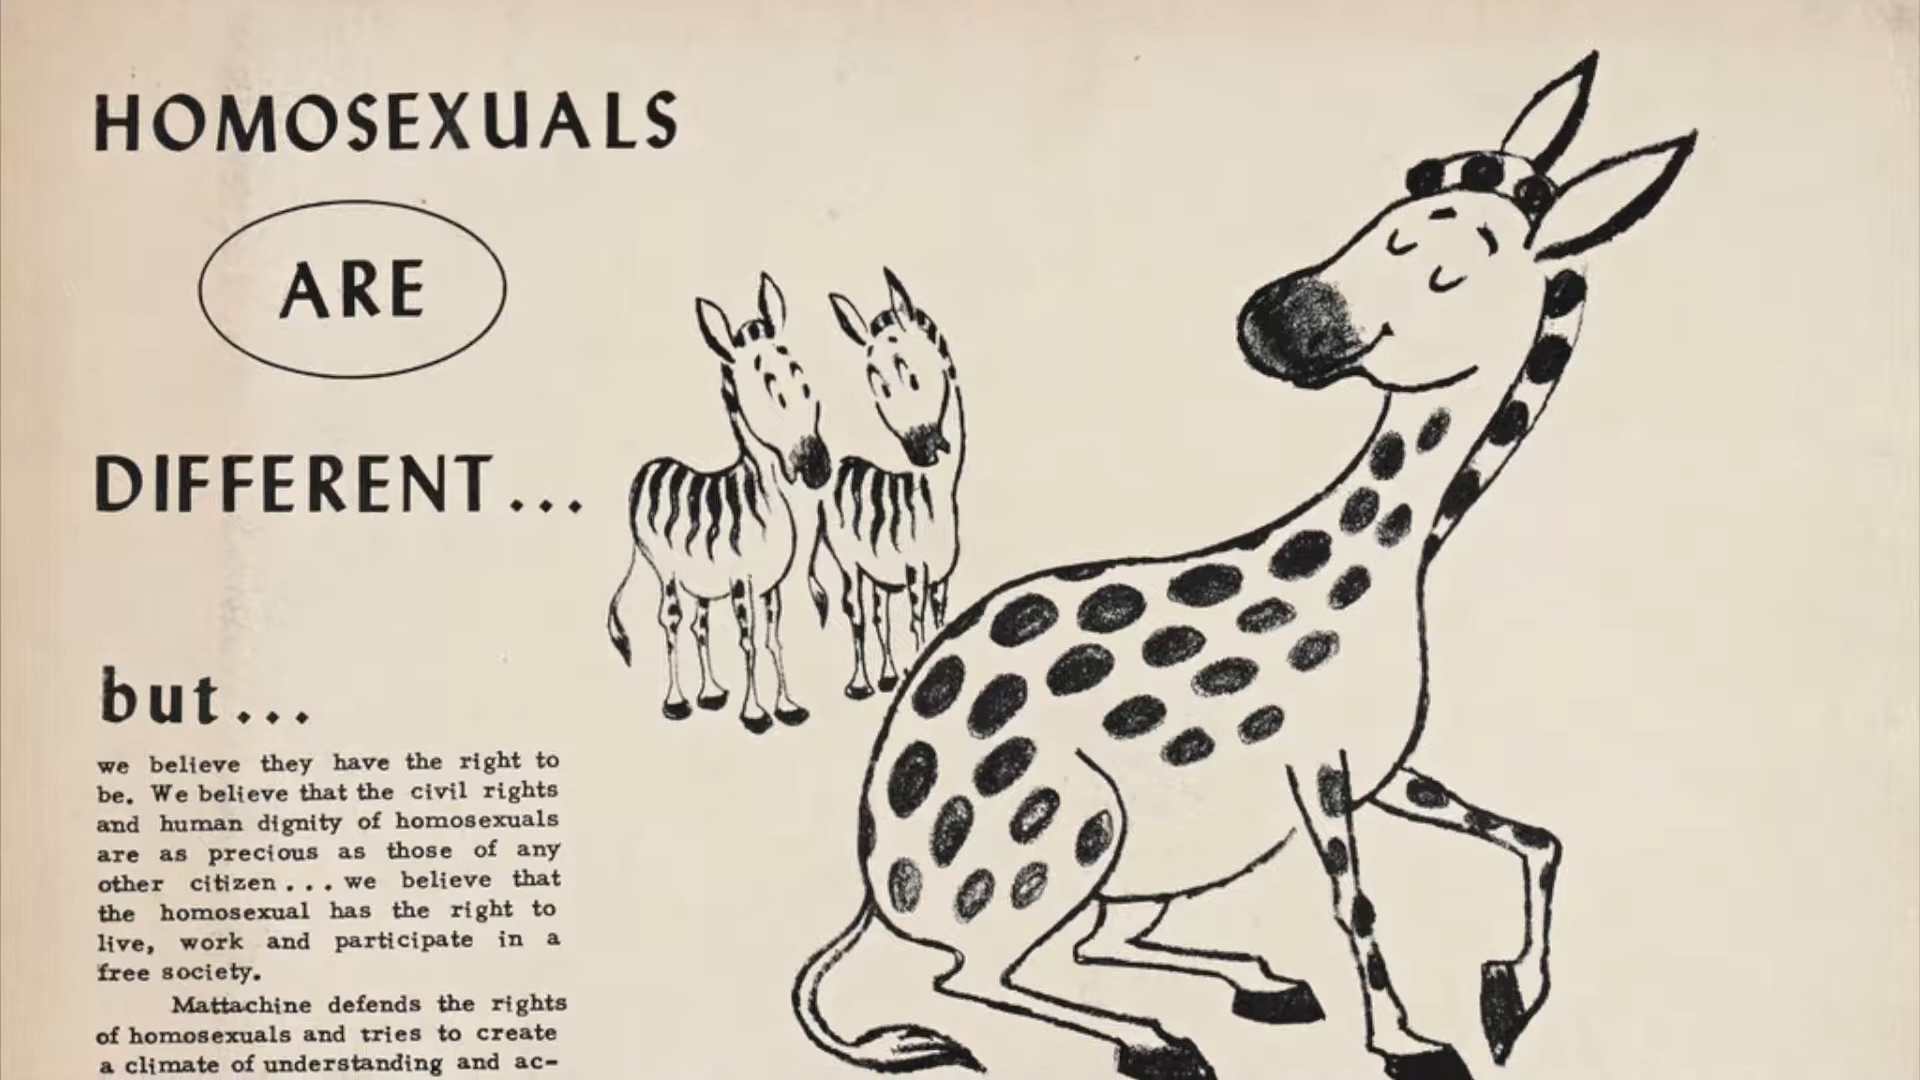 HOMOSEXUALS
ARE
DIFFERENT...
but...
we believe they have the right to
be. We believe that the civil rights
and human dignity of homosexuals
are as precious as those of any
other citizen... we believe that
the homosexual has the right to
live, work and participate in a
free society.
Mattachine defends the rights
of homosexuals and tries to create
a climate of understanding and ac-